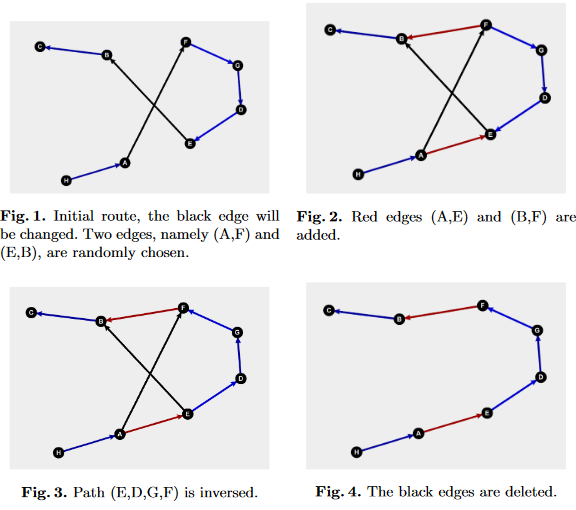 C
B
F
G
D
E
A
H
Fig. 1. Initial route, the black edge will
be changed. Two edges, namely (A,F) and
(E,B), are randomly chosen.
C
B
F
G
D
E
A
H
Fig. 2. Red edges (A,E) and (B,F) are
added.
C
B
F
G
D
E
A
H
Fig. 3. Path (E,D,G,F) is inversed.
C
B
F
G
D
E
A
H
Fig. 4. The black edges are deleted.